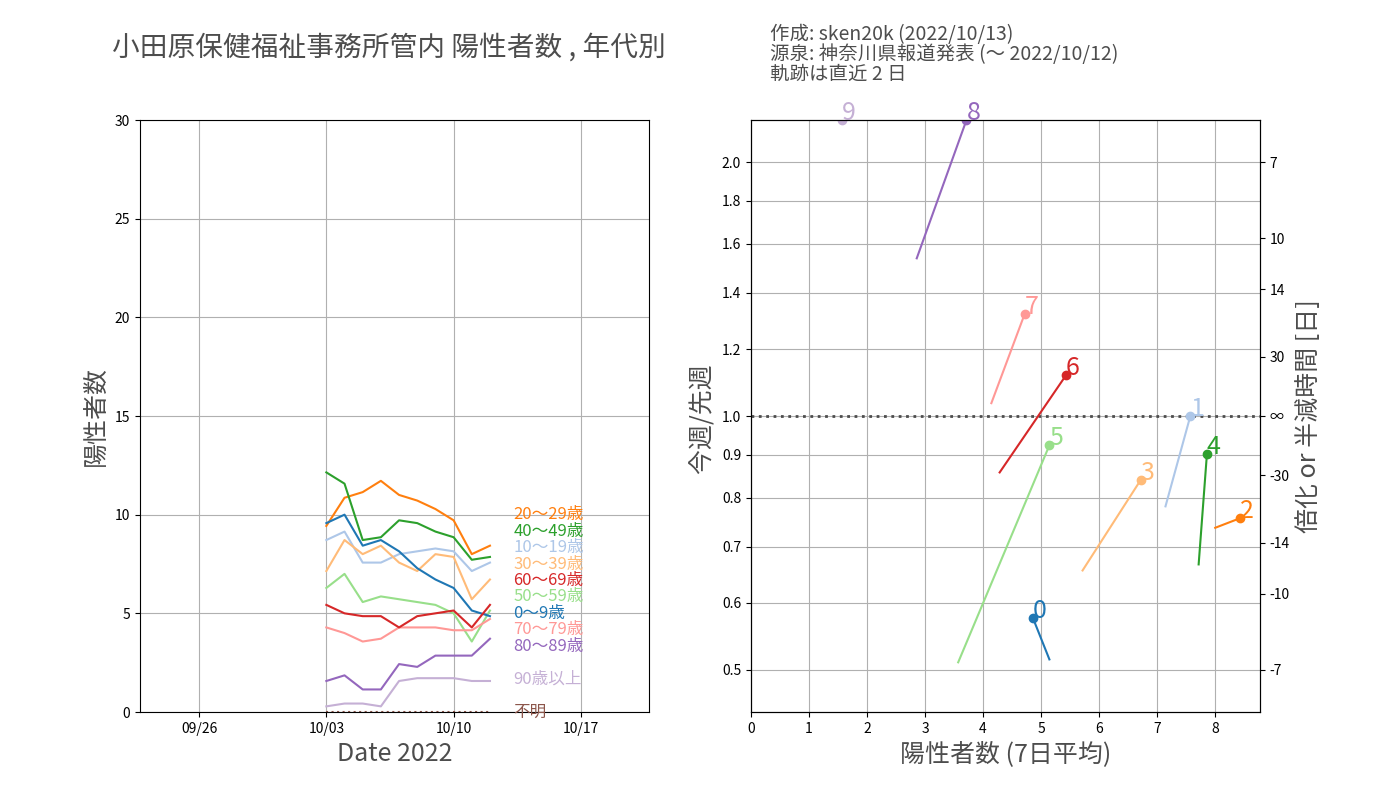 小田原保健福祉事務所管内 陽性者数 , 年代別
作成: sken20k (2022/10/13)
源泉: 神奈川県報道発表 (〜 2022/10/12)
軌跡は直近 2 日
陽性者数
30
25
20
15
10
5
0
20〜29歳
40〜49歳
10〜19歳
30〜39歳
60〜69歳
50〜59歳
0〜9歳
70〜79歳
80〜89歳
90歳以上
不明
09/26 10/03 10/10 10/17
Date 2022
今週/先週
2.0
1.8
1.6
1.4
1.2
1.0
0.9
0.8
0.7
0.6
0.5
9
8
7
6
1
5
4
3
2
0
7
10
14
30
∞
-30
-14
-10
-7
倍化 or 半減時間 [日]
0 1 2 3 4 5 6 7 8
陽性者数 (7日平均)